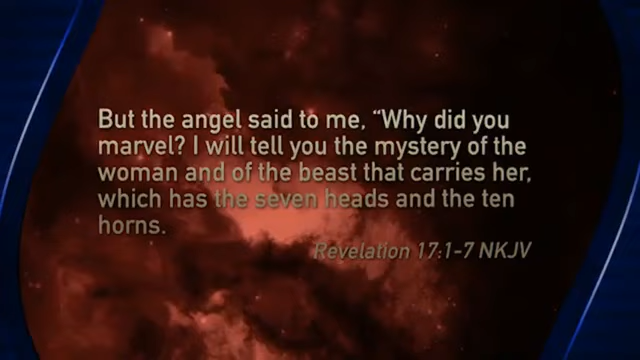 But the angel said to me, “Why did you
marvel? I will tell you the mystery of the
woman and of the beast that carries her,
which has the seven heads and the ten
horns.
Revelation 17:1-7 NKJV